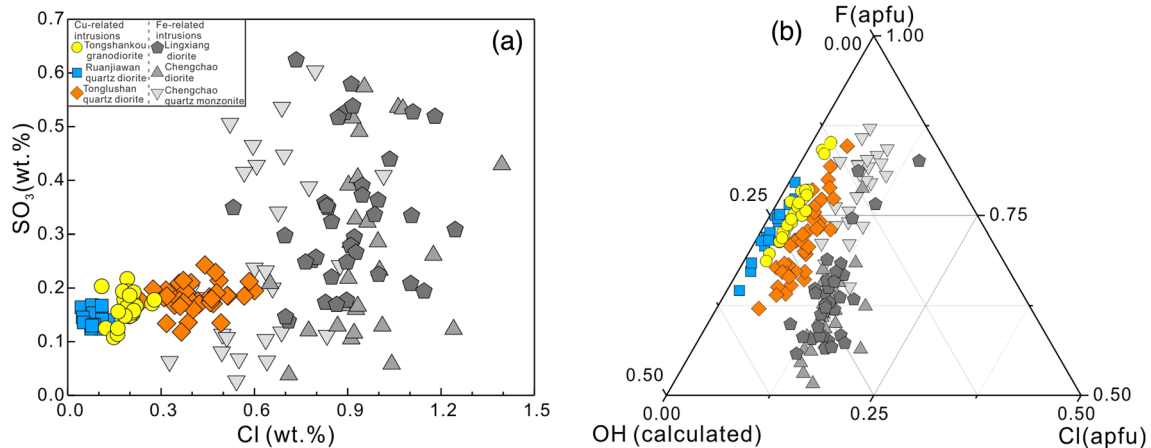 0.7
0.6
0.5
0.4
0.3
0.2
0.1
0.0
SO3(wt.%)
Cu-related intrusions
Fe-related intrusions
Tongshankou granodiorite
Lingxiang diorite
Ruanjiawan quartz diorite
Chengchao diorite
Tonglushan quartz diorite
Chengchao quartz monzonite
(a)
0.0
0.3
0.6
0.9
1.2
1.5
Cl (wt.%)
(b)
F(apfu)
0.00
1.00
0.25
0.75
0.50
0.50
0.00
0.25
0.50
OH (calculated)
Cl(apfu)